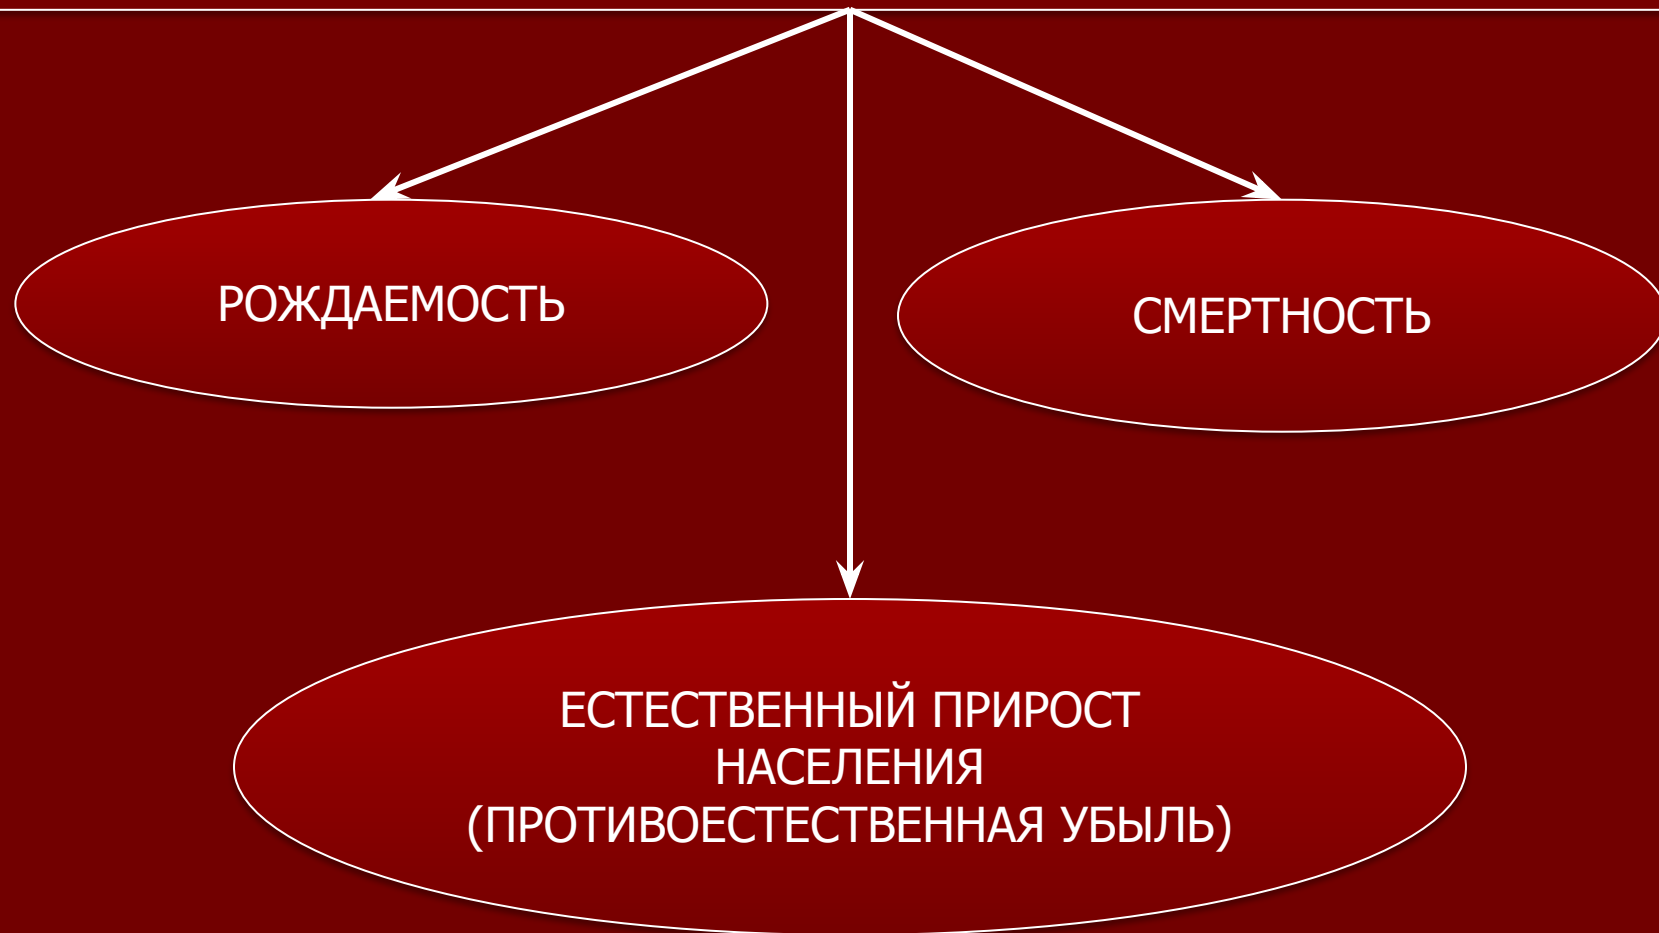 РОЖДАЕМОСТЬ
СМЕРТНОСТЬ
ЕСТЕСТВЕННЫЙ ПРИРОСТ
НАСЕЛЕНИЯ
(ПРОТИВОЕСТЕСТВЕННАЯ УБЫЛЬ)